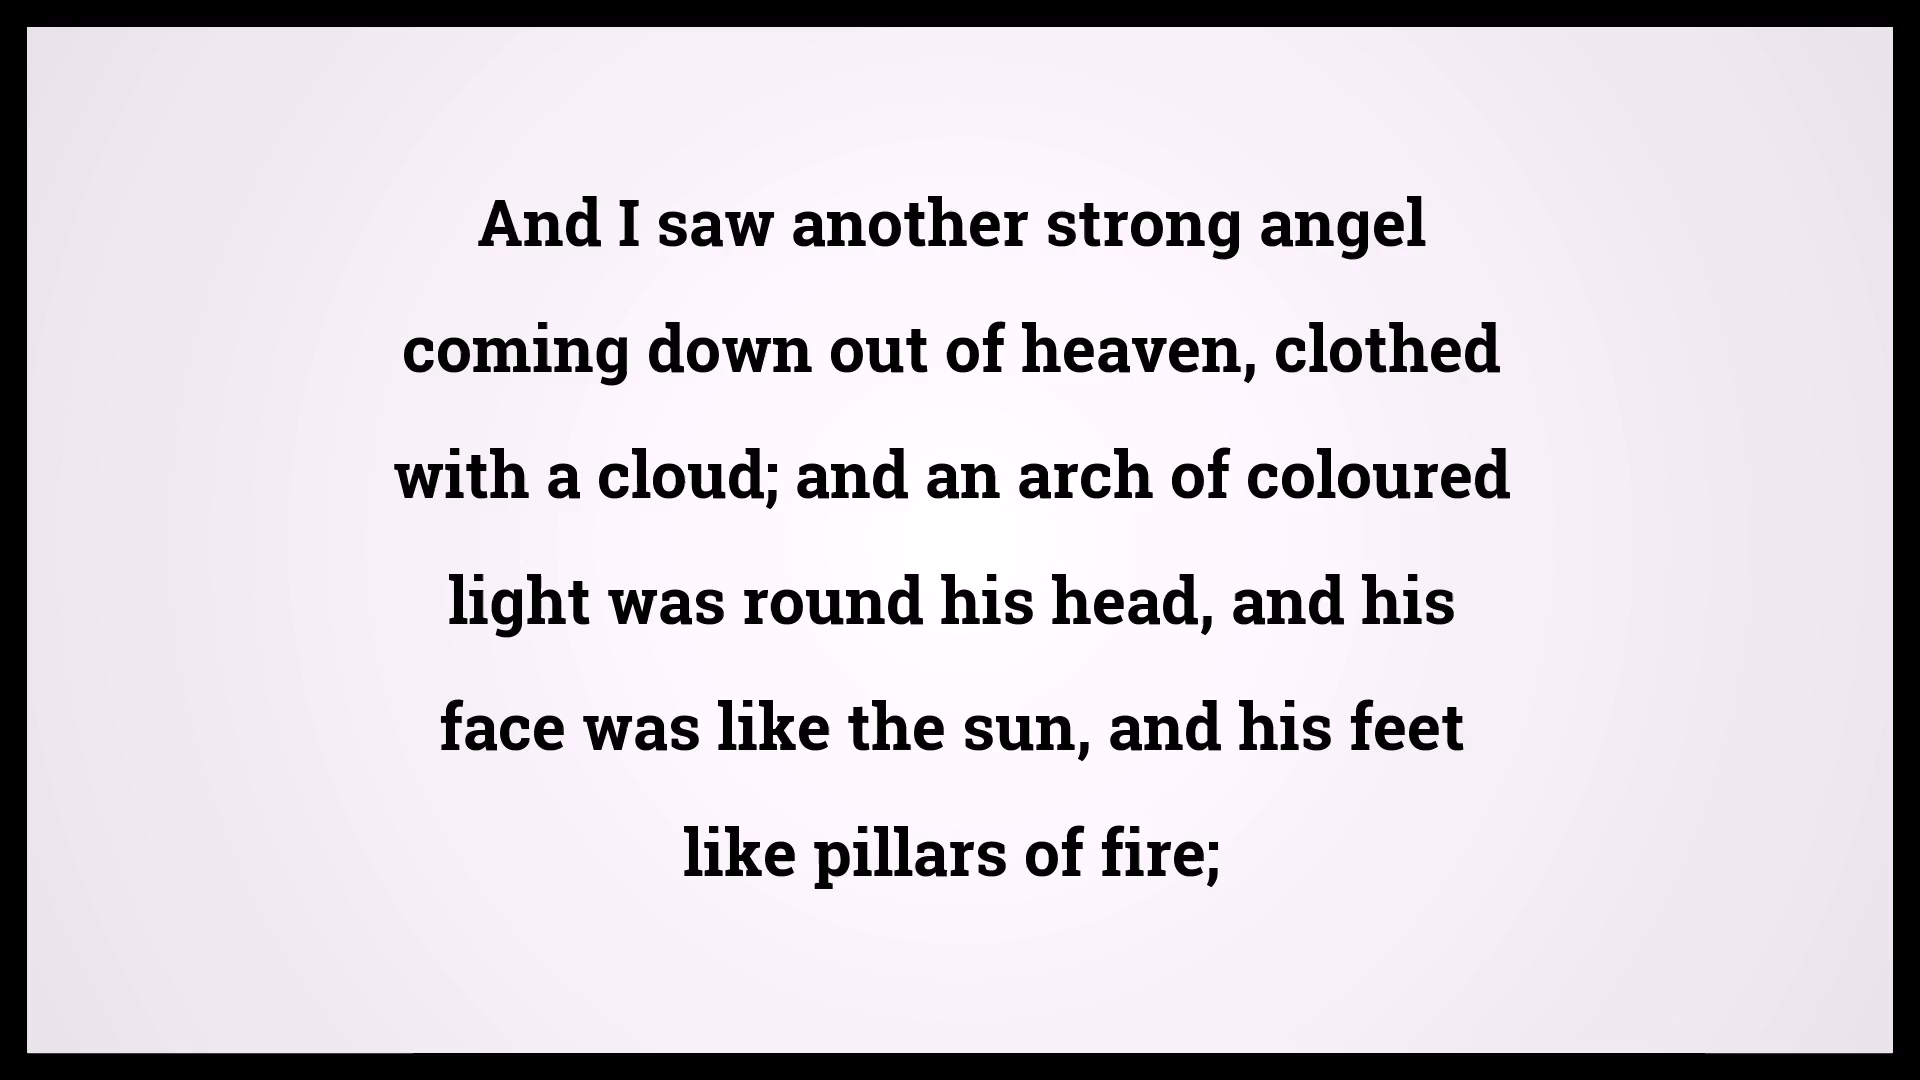 And I saw another strong angel
coming down out of heaven, clothed
with a cloud; and an arch of coloured
light was round his head, and his
face was like the sun, and his feet
like pillars of fire;